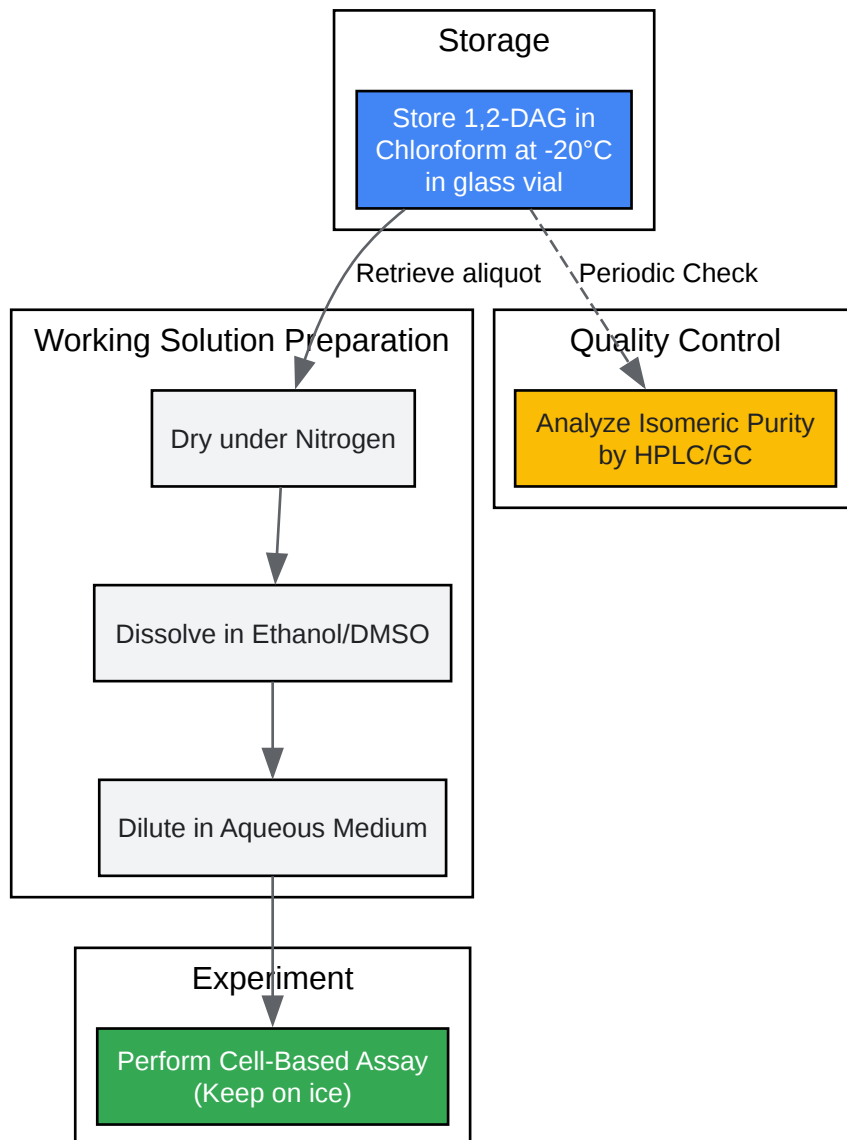 Storage
Store 1,2-DAG in
Chloroform at -20°C
in glass vial
Retrieve aliquot
Periodic Check
Working Solution Preparation
Quality Control
Dry under Nitrogen
Analyze Isomeric Purity
by HPLC/GC
Dissolve in Ethanol/DMSO
Dilute in Aqueous Medium
Experiment
Perform Cell-Based Assay
(Keep on ice)